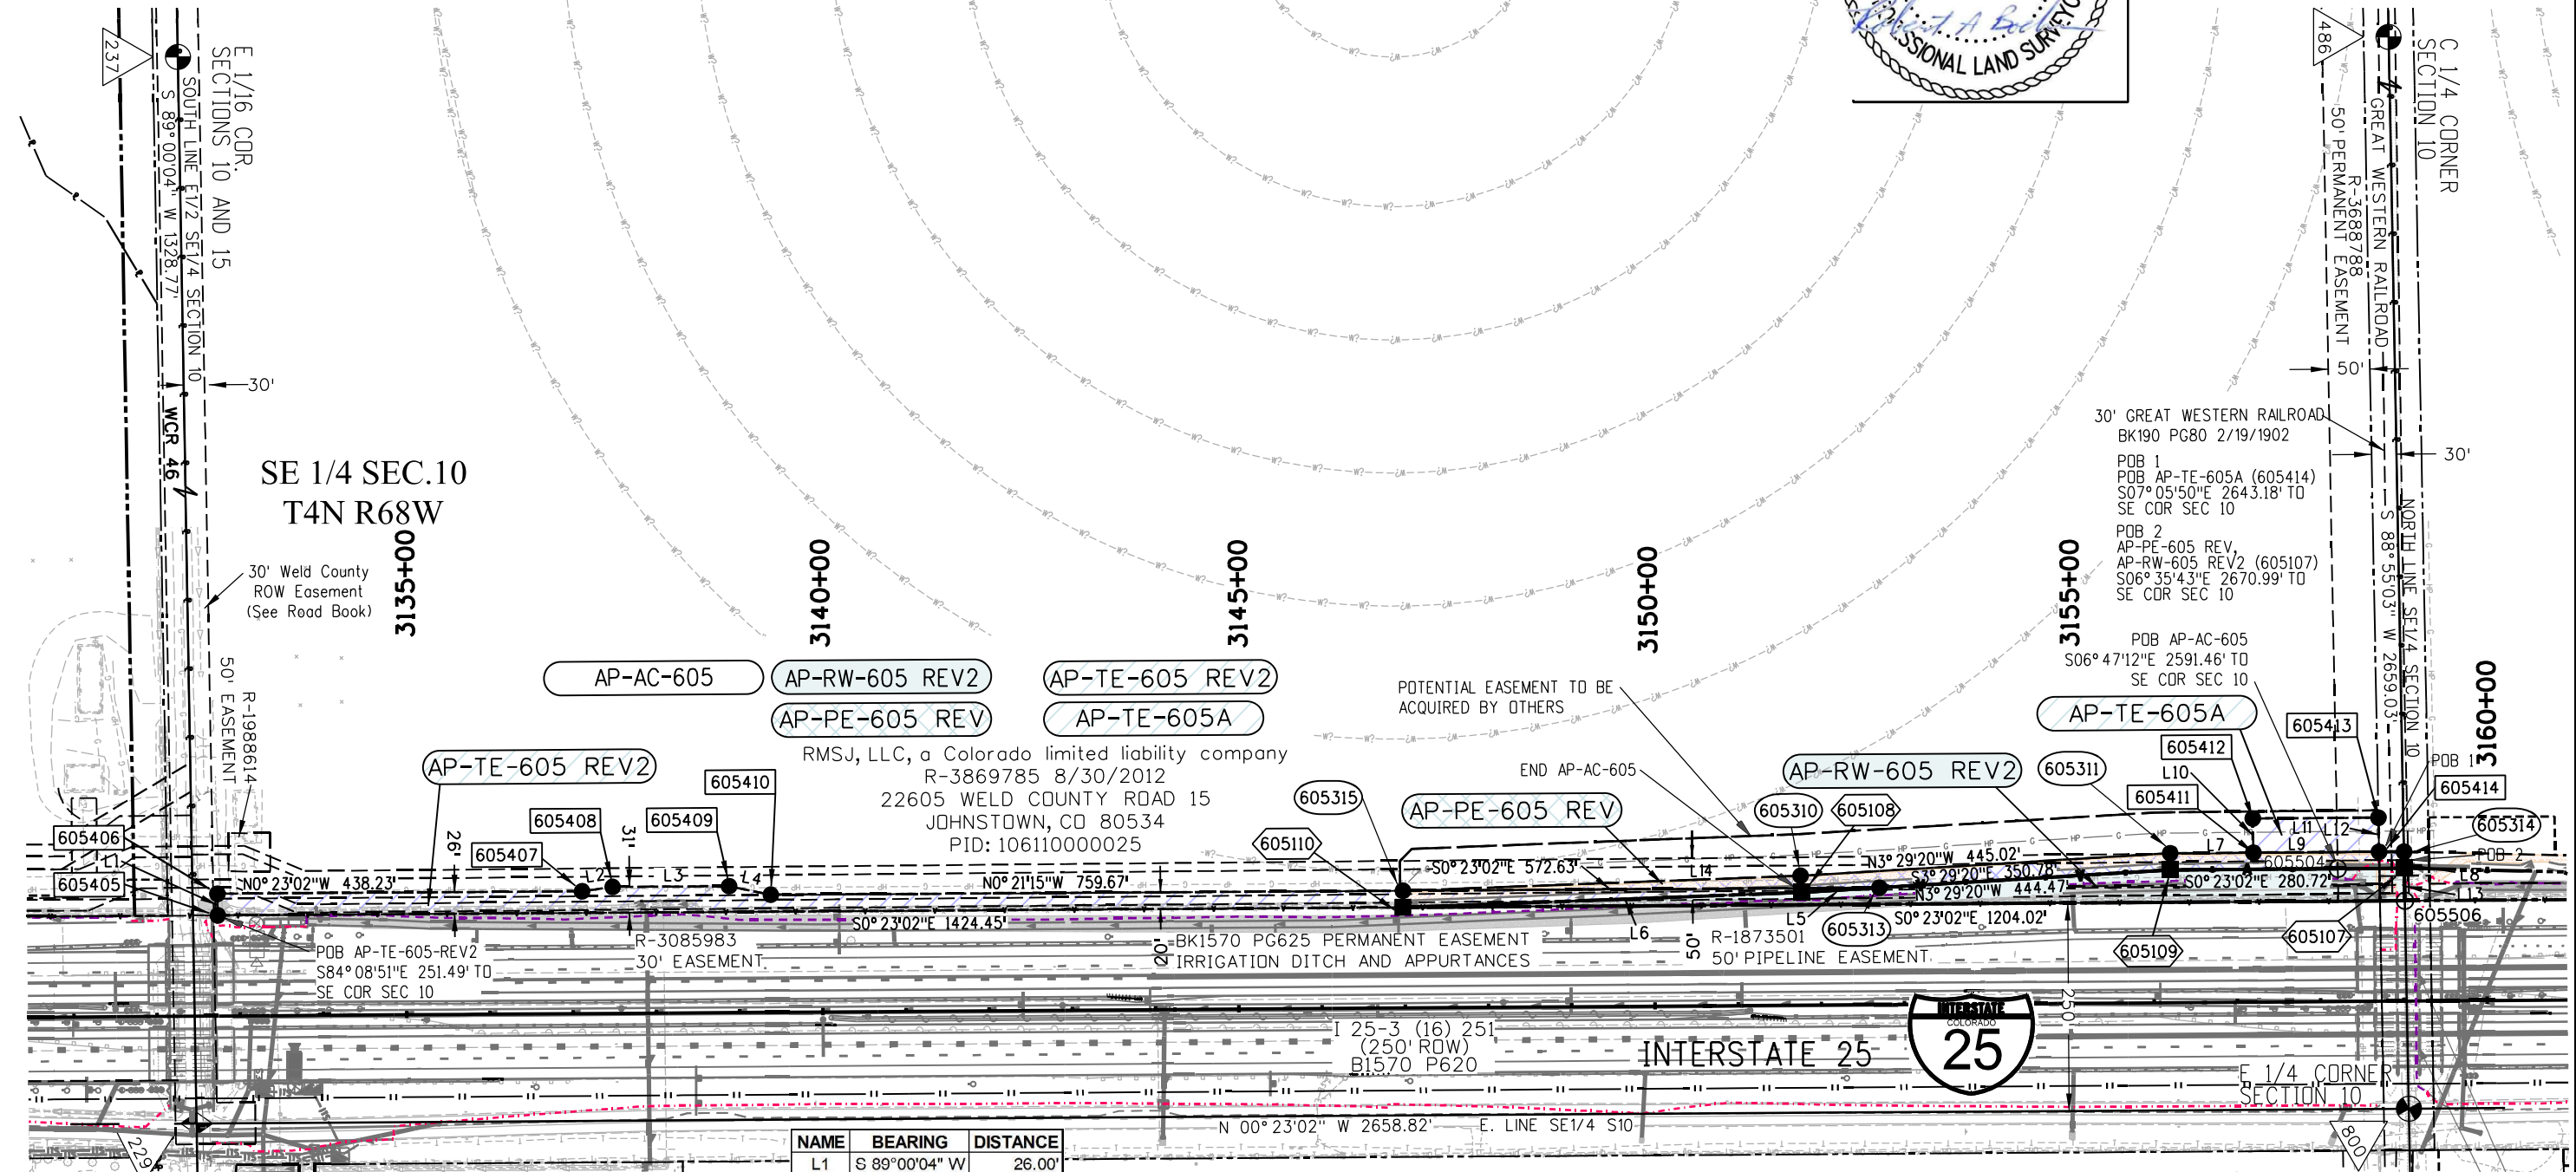 237
E 1/16 COR.
SECTIONS 10 AND 15
SOUTH LINE E1/2 SE1/4 SECTION 10
S 89°00'04" W 1328.77'
30'
WCR 46
SE 1/4 SEC.10
T4N R68W
30' Weld County
ROW Easement
(See Road Book)
R-1988614
50' EASEMENT
3135+00
3140+00
3145+00
3150+00
3155+00
3160+00
SSIONAL LAND SURVEYO
486
C 1/4 CORNER
SECTION 10
GREAT WESTERN RAILROAD
R-3688788
50' PERMANENT EASEMENT
50'
30' GREAT WESTERN RAILROAD
BK190 PG80 2/19/1902
30'
POB 1
POB AP-TE-605A (605414)
S07°05'50"E 2643.18' TO
SE COR SEC 10
POB 2
AP-PE-605 REV,
AP-RW-605 REV2 (605107)
S06°35'43"E 2670.99' TO
SE COR SEC 10
NORTH LINE SE1/4 SECTION 10
S 88°55'03" W 2659.03'
POB AP-AC-605
S06°47'12"E 2591.46' TO
SE COR SEC 10
AP-AC-605
AP-RW-605 REV2
AP-TE-605 REV2
AP-PE-605 REV
AP-TE-605A
RMSJ, LLC, a Colorado limited liability company
R-3869785 8/30/2012
22605 WELD COUNTY ROAD 15
JOHNSTOWN, CO 80534
PID: 106110000025
POTENTIAL EASEMENT TO BE
ACQUIRED BY OTHERS
END AP-AC-605
AP-TE-605 REV2
AP-PE-605 REV
AP-RW-605 REV2
AP-TE-605A
605406
605405
605407
605408
605409
605410
605110
605315
605310
605108
605313
605311
605109
605411
605412
605413
605414
605314
605107
605504
605506
POB 1
POB 2
L1
L2
L3
L4
L5
L6
L7
L8
L9
L10
L11
L12
L13
L14
26'
31'
20'
50'
250'
N0°23'02"W 438.23'
N0°21'15"W 759.67'
S0°23'02"E 1424.45'
S0°23'02"E 572.63'
N3°29'20"W 445.02'
S3°29'20"E 350.78'
N3°29'20"W 444.47'
S0°23'02"E 280.72'
S0°23'02"E 1204.02'
POB AP-TE-605-REV2
S84°08'51"E 251.49' TO
SE COR SEC 10
R-3085983
30' EASEMENT
BK1570 PG625 PERMANENT EASEMENT
IRRIGATION DITCH AND APPURTANCES
R-1873501
50' PIPELINE EASEMENT
I 25-3 (16) 251
(250' ROW)
B1570 P620
INTERSTATE 25
INTERSTATE
COLORADO
25
E 1/4 CORNER
SECTION 10
N 00°23'02" W 2658.82' E. LINE SE1/4 S10
229
800
NAME BEARING DISTANCE
L1 S 89°00'04" W 26.00'